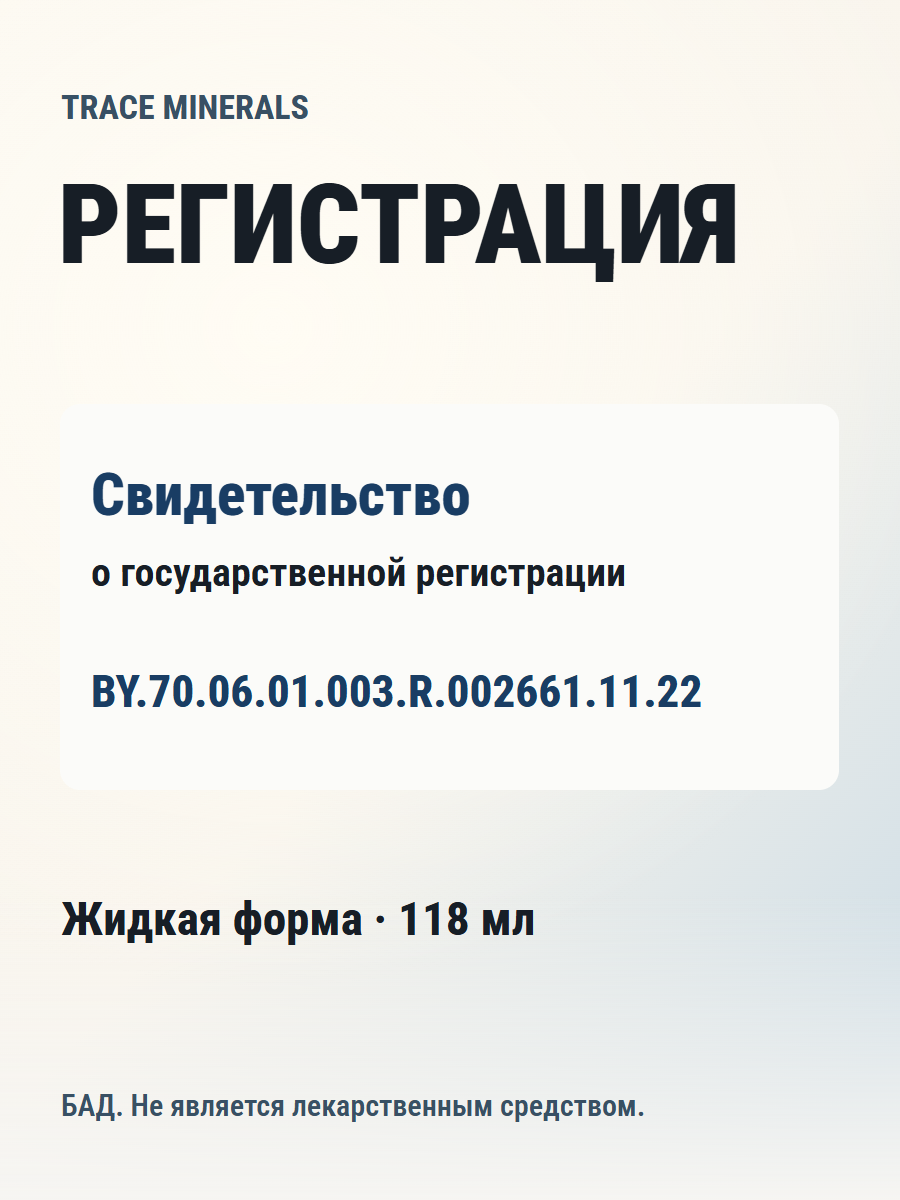 TRACE MINERALS
РЕГИСТРАЦИЯ
Свидетельство
о государственной регистрации
BY.70.06.01.003.R.002661.11.22
Жидкая форма · 118 мл
БАД. Не является лекарственным средством.